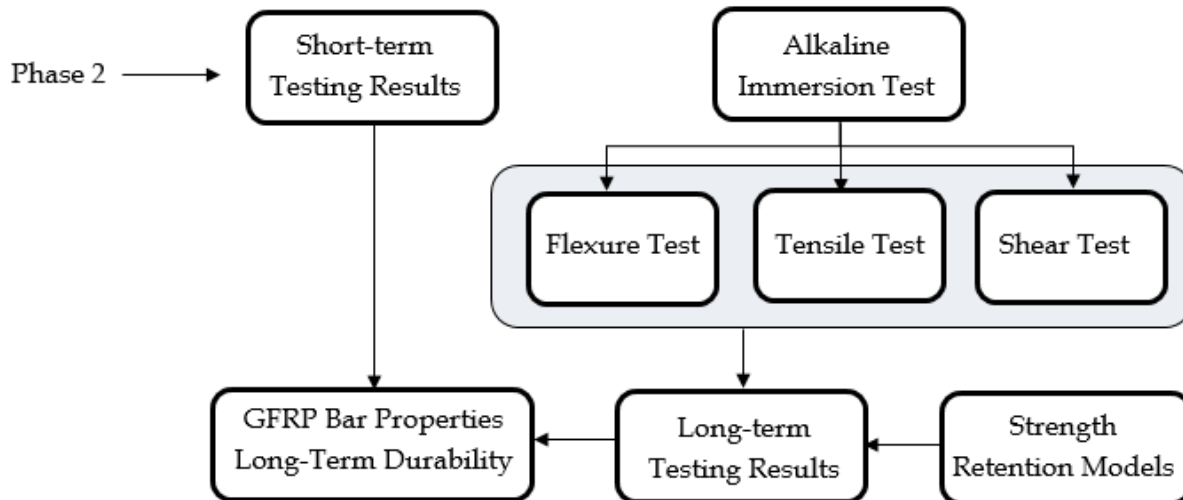 Phase 2
Short-term
Testing Results
Alkaline
Immersion Test
Flexure Test
Tensile Test
Shear Test
GFRP Bar Properties
Long-Term Durability
Long-term
Testing Results
Strength
Retention Models